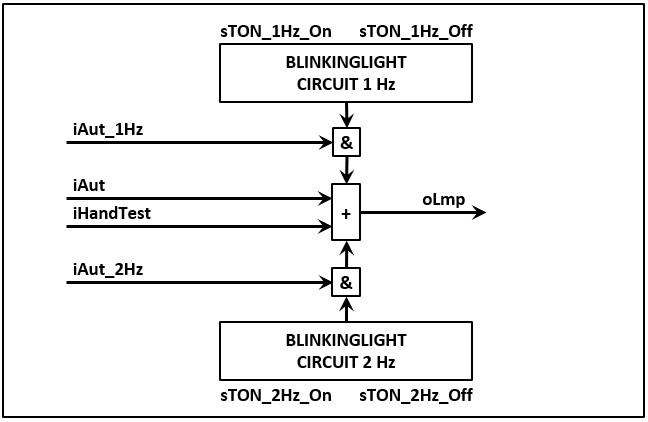 sTON_1Hz_On sTON_1Hz_Off
BLINKINGLIGHT
CIRCUIT 1 Hz
iAut_1Hz
&
iAut
iHandTest
+
oLmp
iAut_2Hz
&
BLINKINGLIGHT
CIRCUIT 2 Hz
sTON_2Hz_On sTON_2Hz_Off